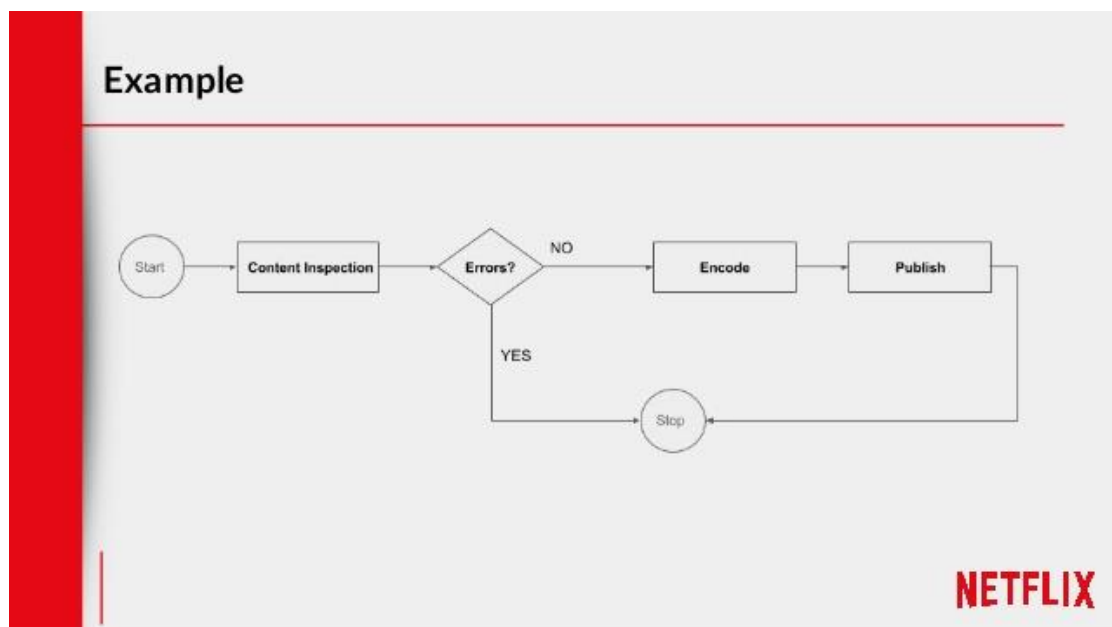 Example
Start
Content Inspection
Errors?
NO
Encode
Publish
YES
Stop
NETFLIX